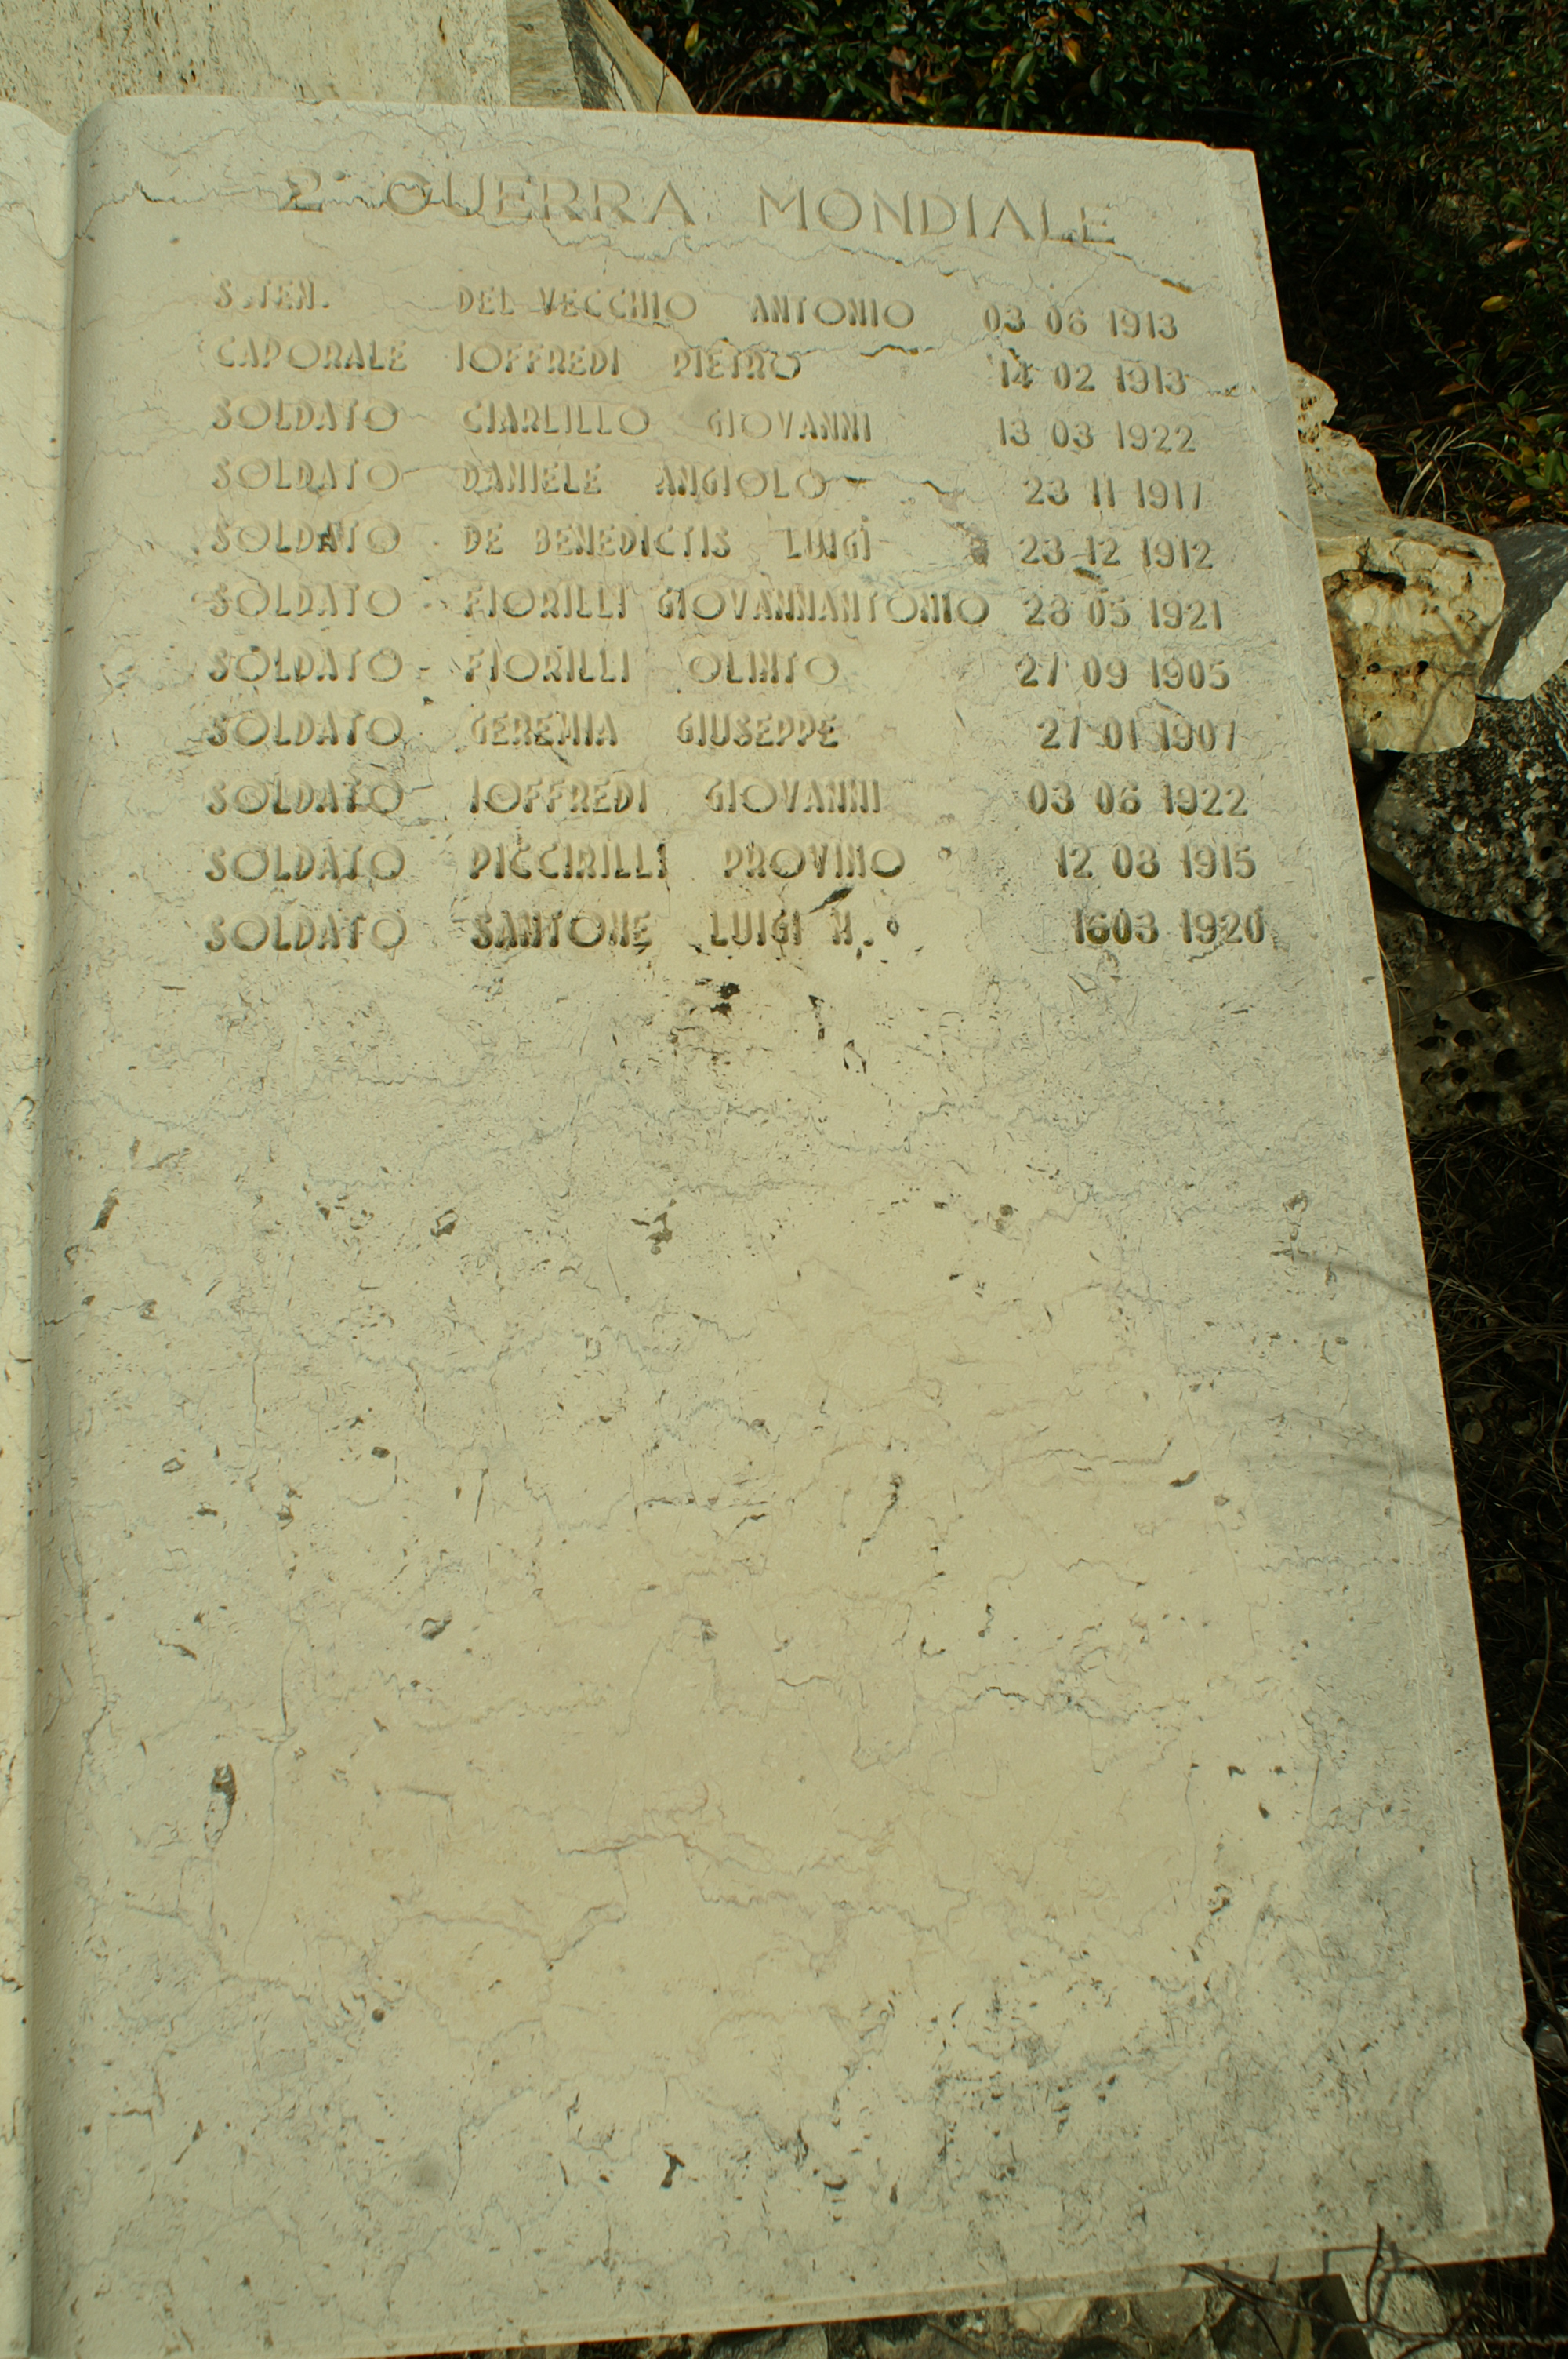 2ª GUERRA MONDIALE
S.TEN. DEL VECCHIO ANTONIO 03 06 1913
CAPORALE IOFFREDI PIETRO 14 02 1913
SOLDATO CIARLILLO GIOVANNI 13 03 1922
SOLDATO DANIELE ANGIOLO 23 11 1917
SOLDATO DE BENEDICTIS LUIGI 23 12 1912
SOLDATO FIORILLI GIOVANNANTONIO 28 05 1921
SOLDATO FIORILLI OLINTO 27 09 1905
SOLDATO GEREMIA GIUSEPPE 27 01 1907
SOLDATO IOFFREDI GIOVANNI 03 06 1922
SOLDATO PICCIRILLI PROVINO 12 08 1915
SOLDATO SANTONE LUIGI N. 1603 1920